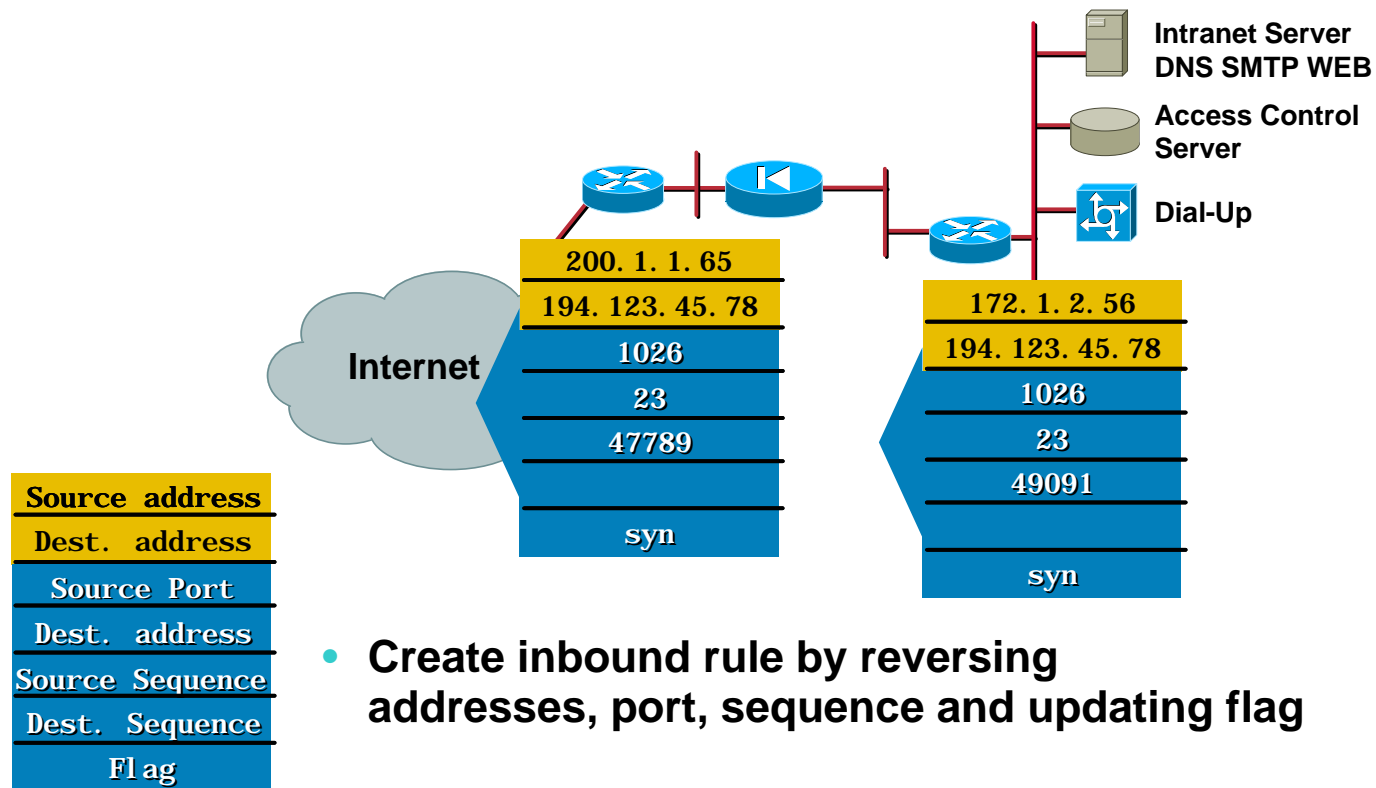 Intranet Server
DNS SMTP WEB
Access Control
Server
Dial-Up
Internet
200. 1. 1. 65
194. 123. 45. 78
1026
23
47789
syn
172. 1. 2. 56
194. 123. 45. 78
1026
23
49091
syn
Source address
Dest. address
Source Port
Dest. address
Source Sequence
Dest. Sequence
Fl ag
• Create inbound rule by reversing
addresses, port, sequence and updating flag